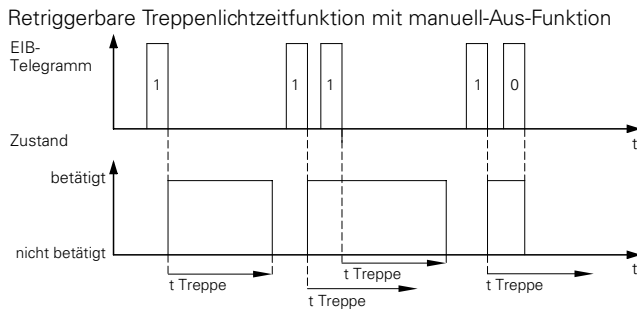 Retriggerbare Treppenlichtzeitfunktion mit manuell-Aus-Funktion
EIB-
Telegramm
1
1
1
1
0
t
Zustand
betätigt
nicht betätigt
t
t Treppe
t Treppe
t Treppe
t Treppe